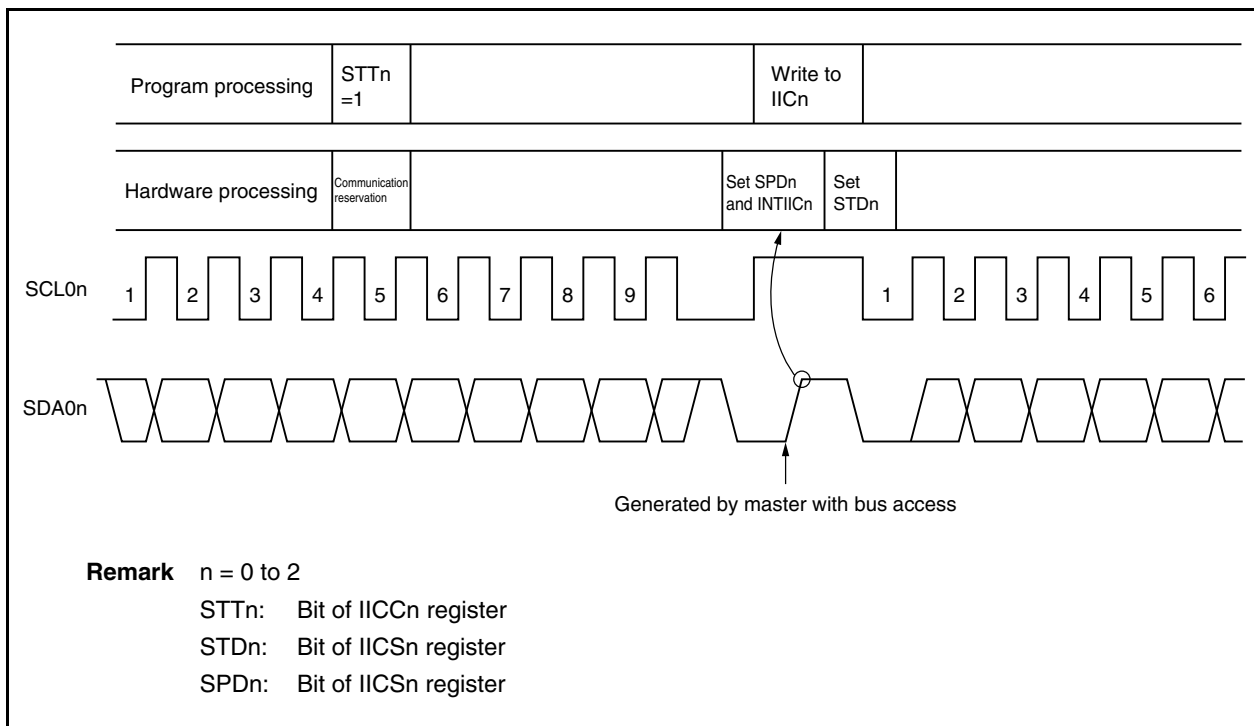 Program processing
STTn
=1
Write to
IICn
Hardware processing
Communication
reservation
Set SPDn
and INTIICn
Set
STDn
SCL0n
1 2 3 4 5 6 7 8 9 1 2 3 4 5 6
SDA0n
Generated by master with bus access
Remark n = 0 to 2
STTn: Bit of IICCn register
STDn: Bit of IICSn register
SPDn: Bit of IICSn register